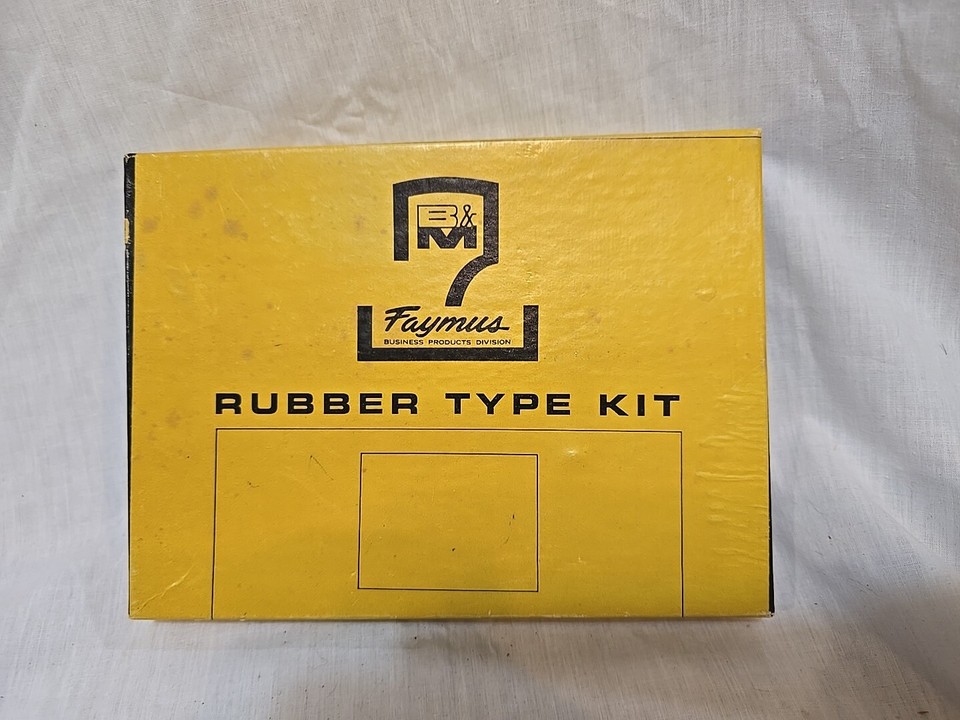 B&
M
Faymus
BUSINESS PRODUCTS DIVISION
RUBBER TYPE KIT